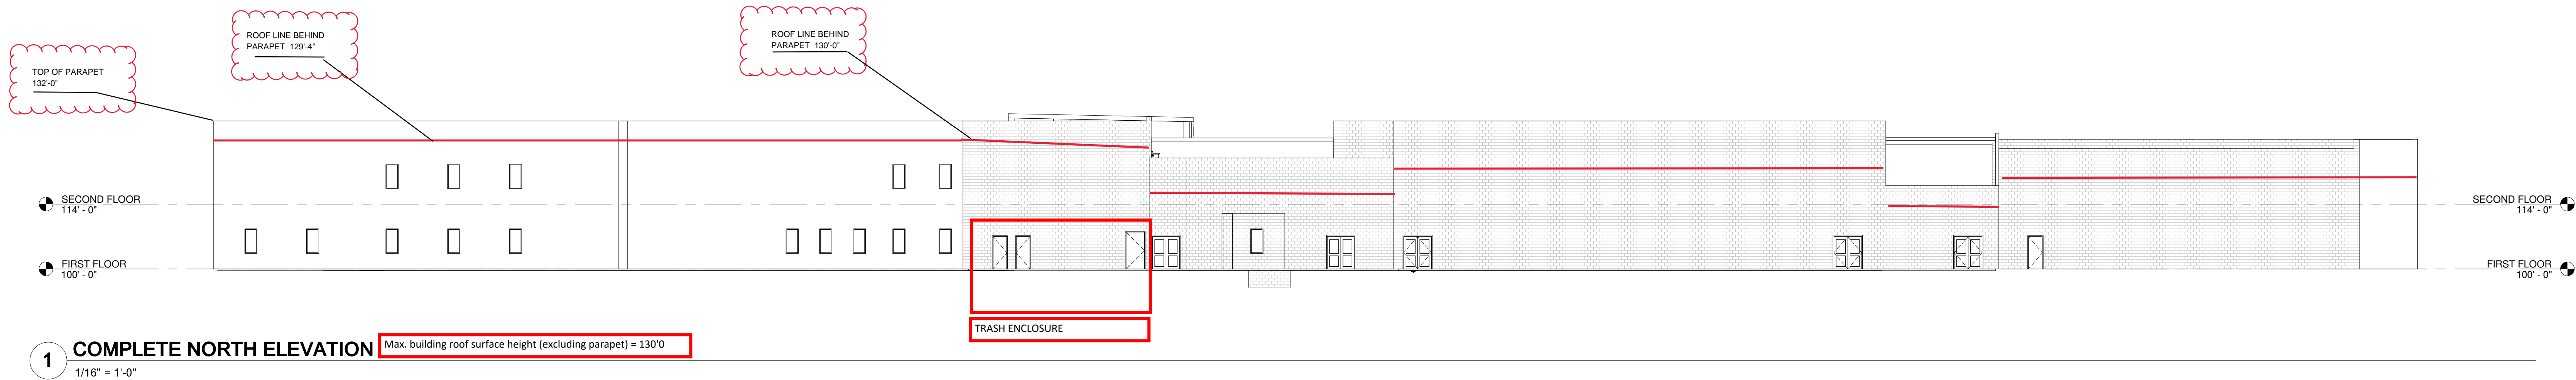 ROOF LINE BEHIND
PARAPET 129'-4"
ROOF LINE BEHIND
PARAPET 130'-0"
TOP OF PARAPET
132'-0"
SECOND FLOOR
114' - 0"
SECOND FLOOR
114' - 0"
FIRST FLOOR
100' - 0"
FIRST FLOOR
100' - 0"
TRASH ENCLOSURE
1
COMPLETE NORTH ELEVATION
Max. building roof surface height (excluding parapet) = 130'0
1/16" = 1'-0"